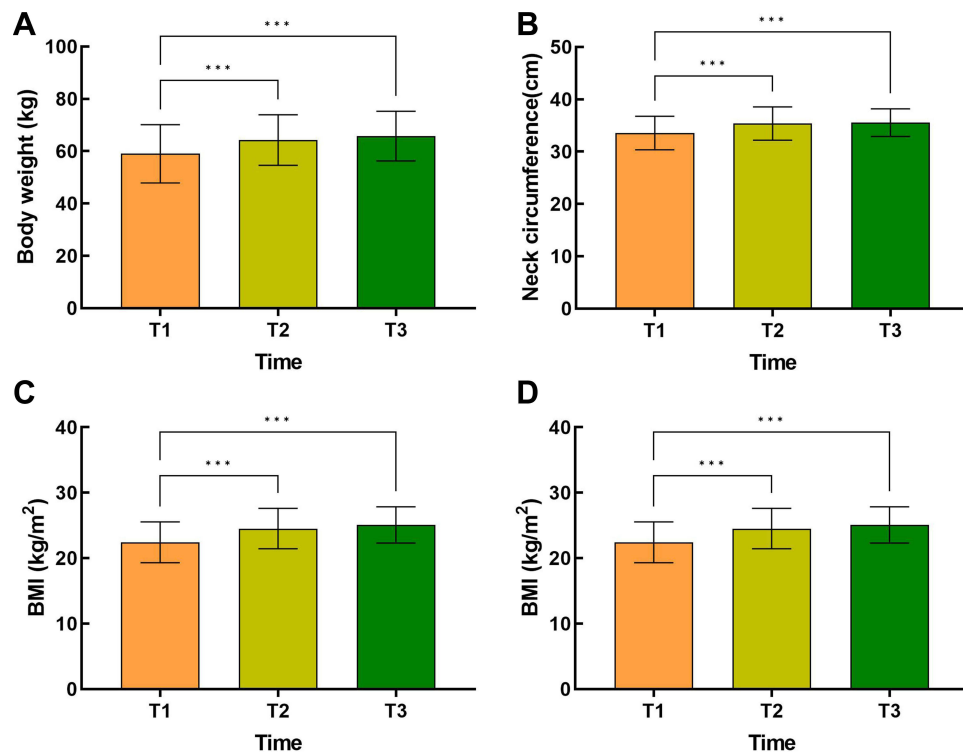 A
Body weight (kg)
100
80
60
40
20
0
***
***
T1 T2 T3
Time
B
Neck circumference(cm)
50
40
30
20
10
0
***
***
T1 T2 T3
Time
C
BMI (kg/m²)
40
30
20
10
0
***
***
T1 T2 T3
Time
D
BMI (kg/m²)
40
30
20
10
0
***
***
T1 T2 T3
Time